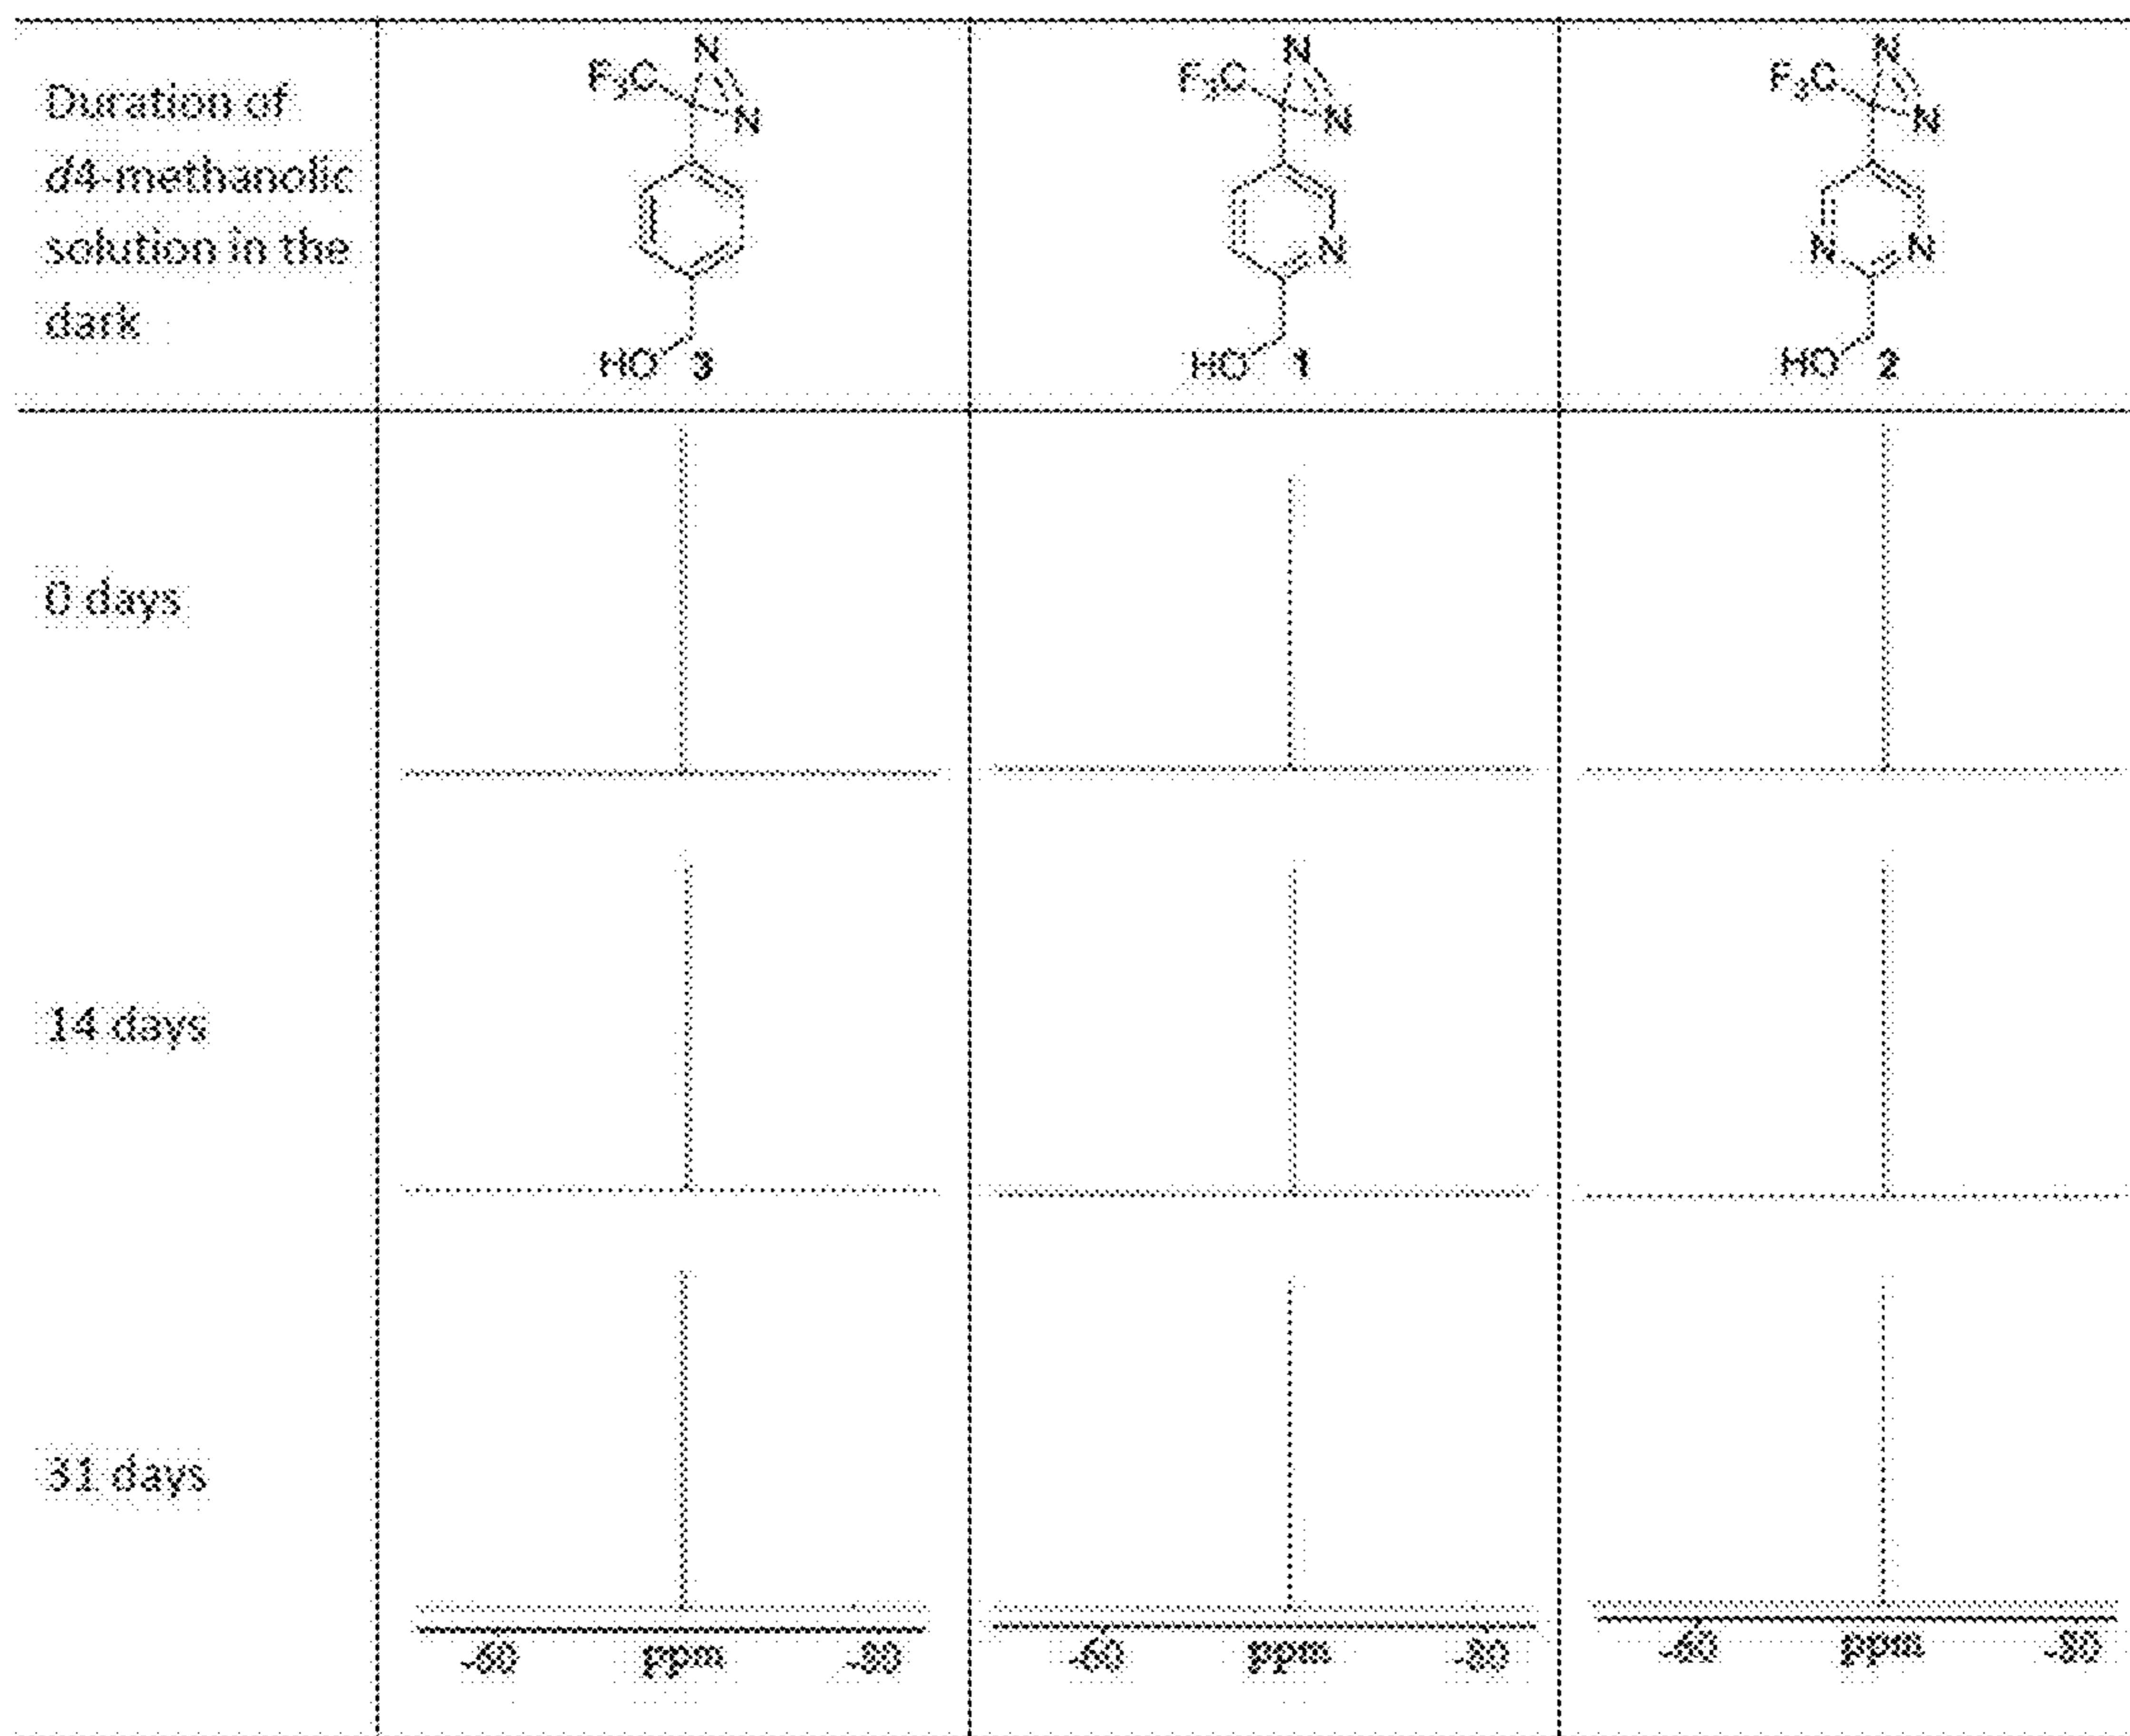 Duration of
d4-methanolic
solution in the
dark
F3C N
N
HO 3
F3C N
N
N
HO 1
F3C N
N
N N
HO 2
0 days
14 days
31 days
-60 ppm -80
-60 ppm -80
-60 ppm -80